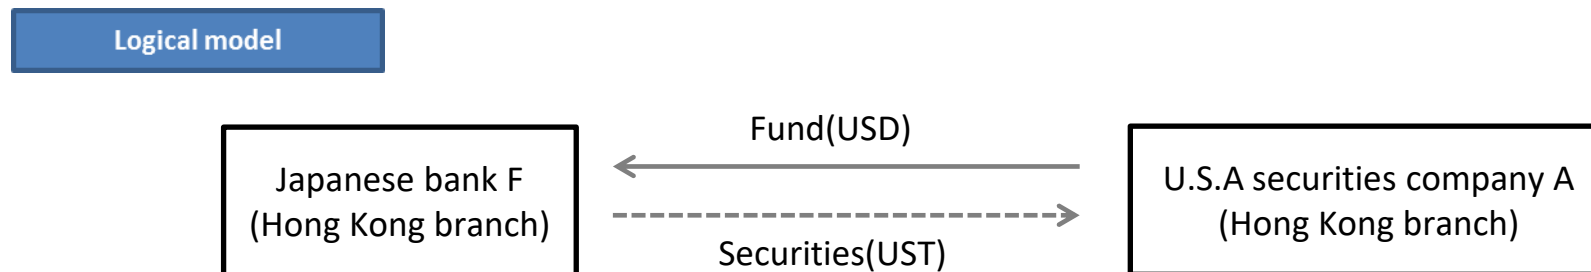 Logical model
Fund(USD)
Japanese bank F
(Hong Kong branch)
U.S.A securities company A
(Hong Kong branch)
Securities(UST)